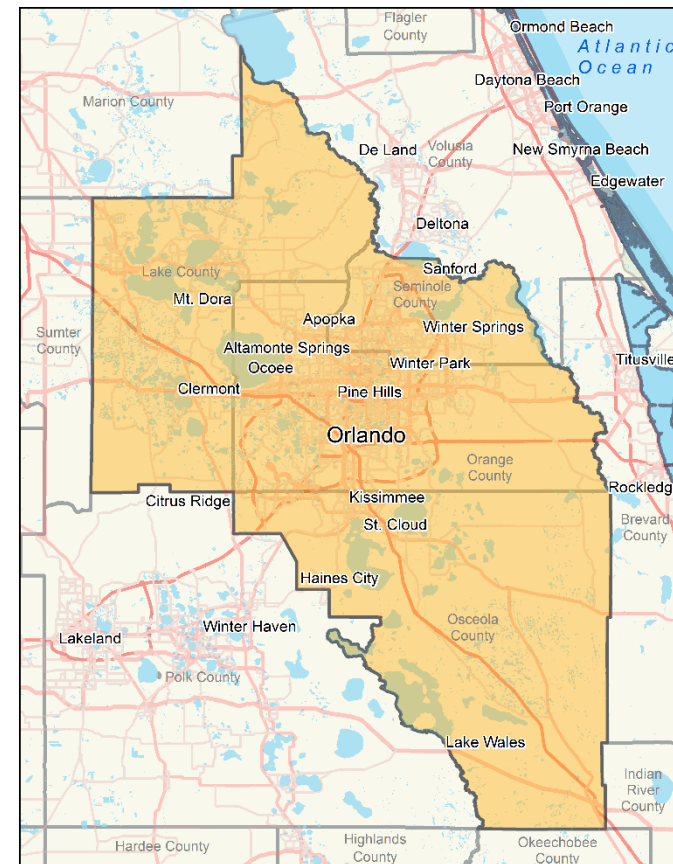 Flagler
County
Ormond Beach
Atlantic
Ocean
Daytona Beach
Marion County
Port Orange
De Land
Volusia
County
New Smyrna Beach
Edgewater
Deltona
Lake County
Sanford
Seminole
County
Mt. Dora
Apopka
Winter Springs
Sumter
County
Altamonte Springs
Ocoee
Winter Park
Titusville
Clermont
Pine Hills
Orlando
Orange
County
Citrus Ridge
Kissimmee
Rockledg
St. Cloud
Brevard
County
Haines City
Osceola
County
Lakeland
Winter Haven
Polk County
Lake Wales
Indian
River
County
Hardee County
Highlands
County
Okeechobee
County